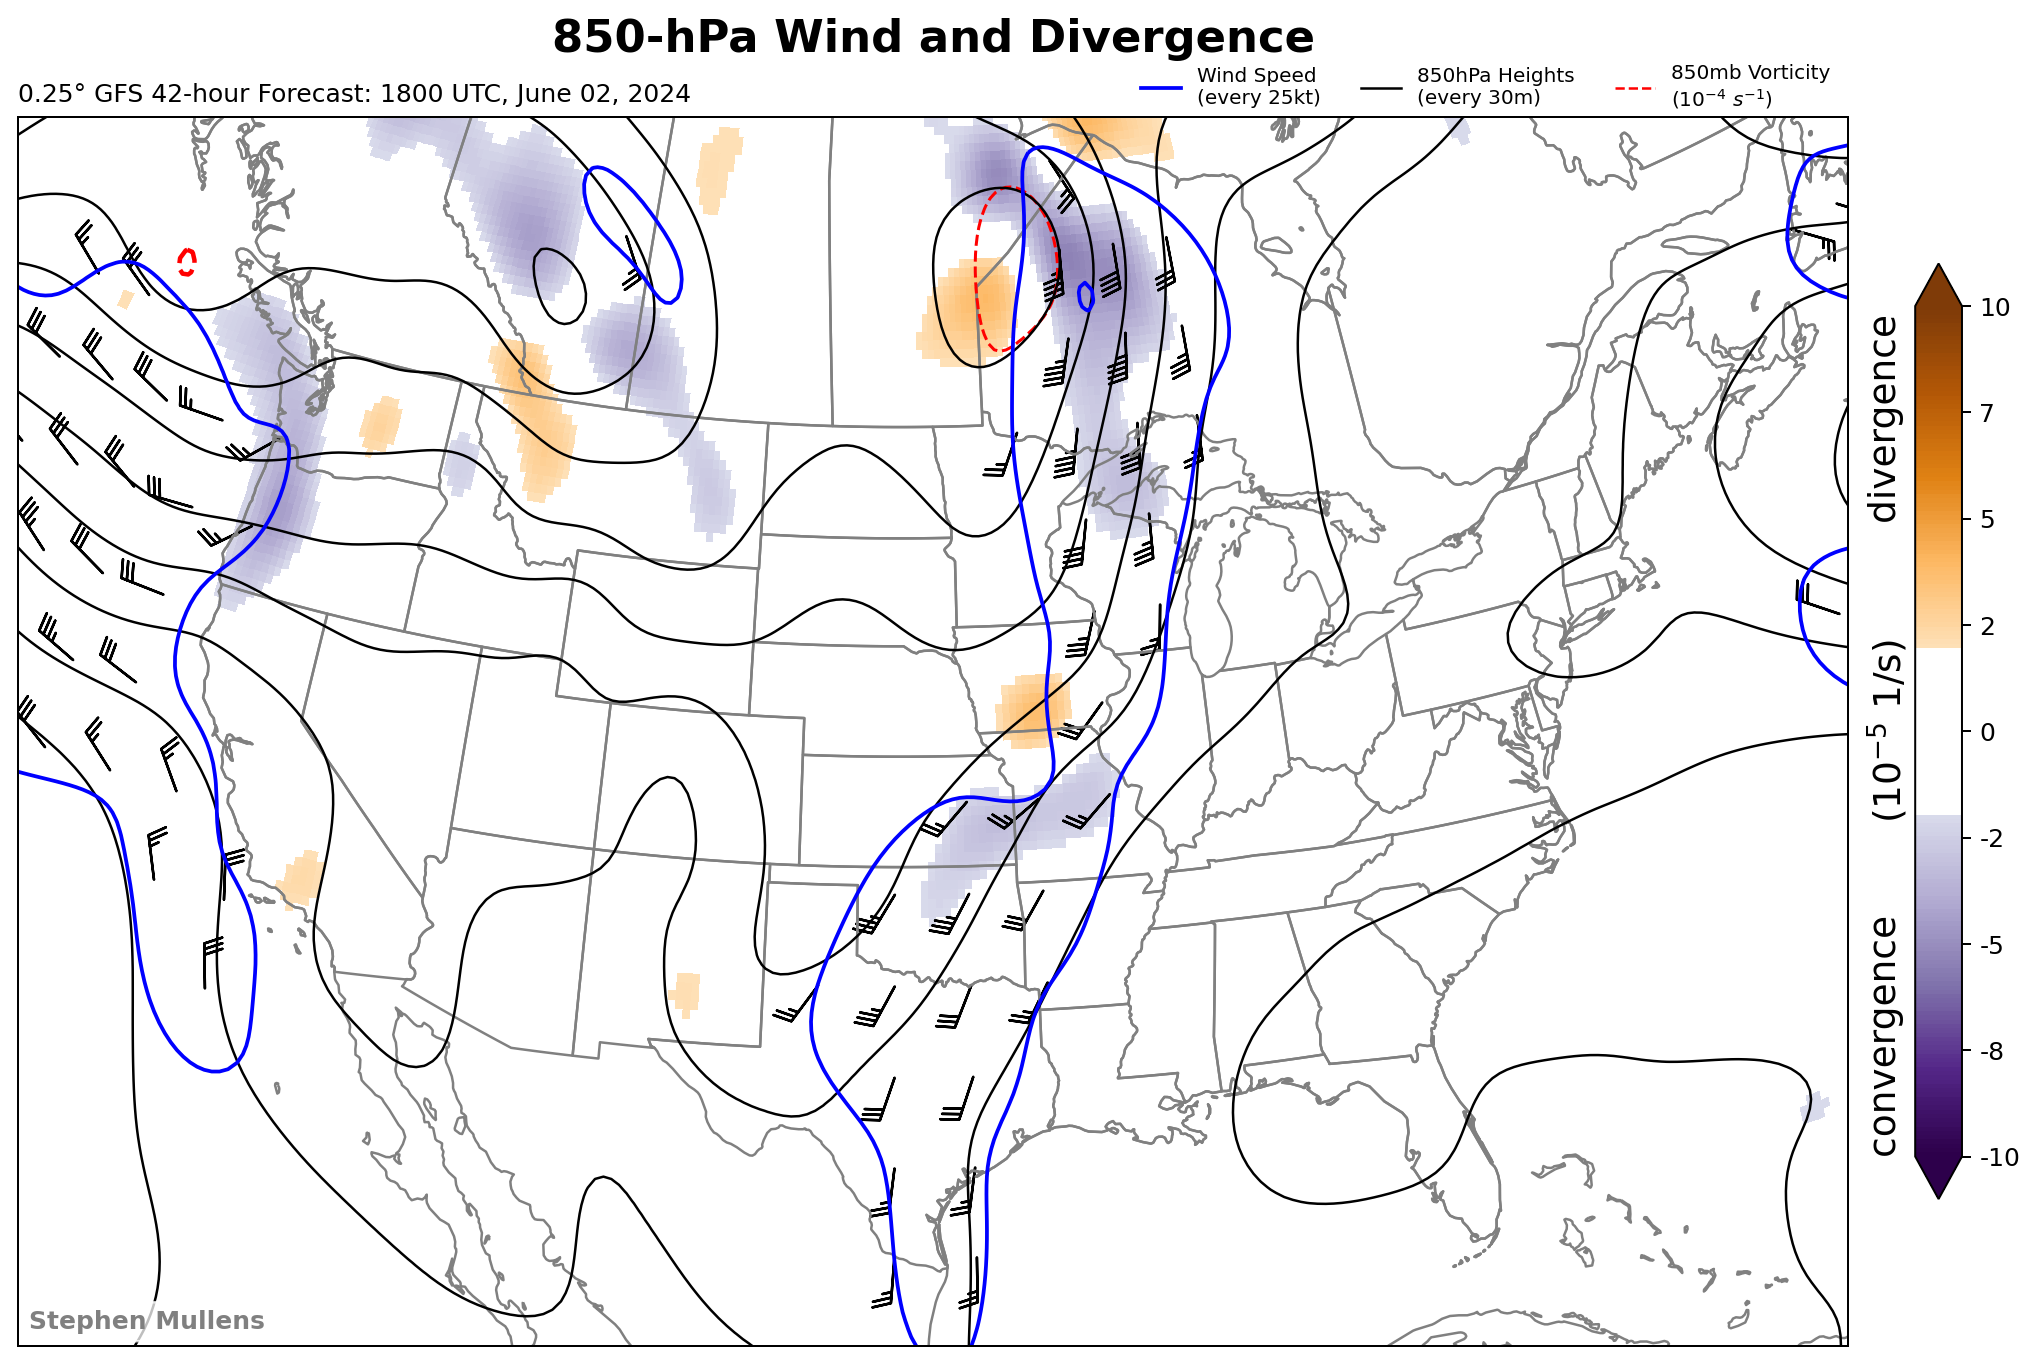 850-hPa Wind and Divergence
0.25° GFS 42-hour Forecast: 1800 UTC, June 02, 2024
Wind Speed
(every 25kt)
850hPa Heights
(every 30m)
850mb Vorticity
(10⁻⁴ s⁻¹)
10
7
5
2
0
-2
-5
-8
-10
convergence (10⁻⁵ 1/s) divergence
Stephen Mullens